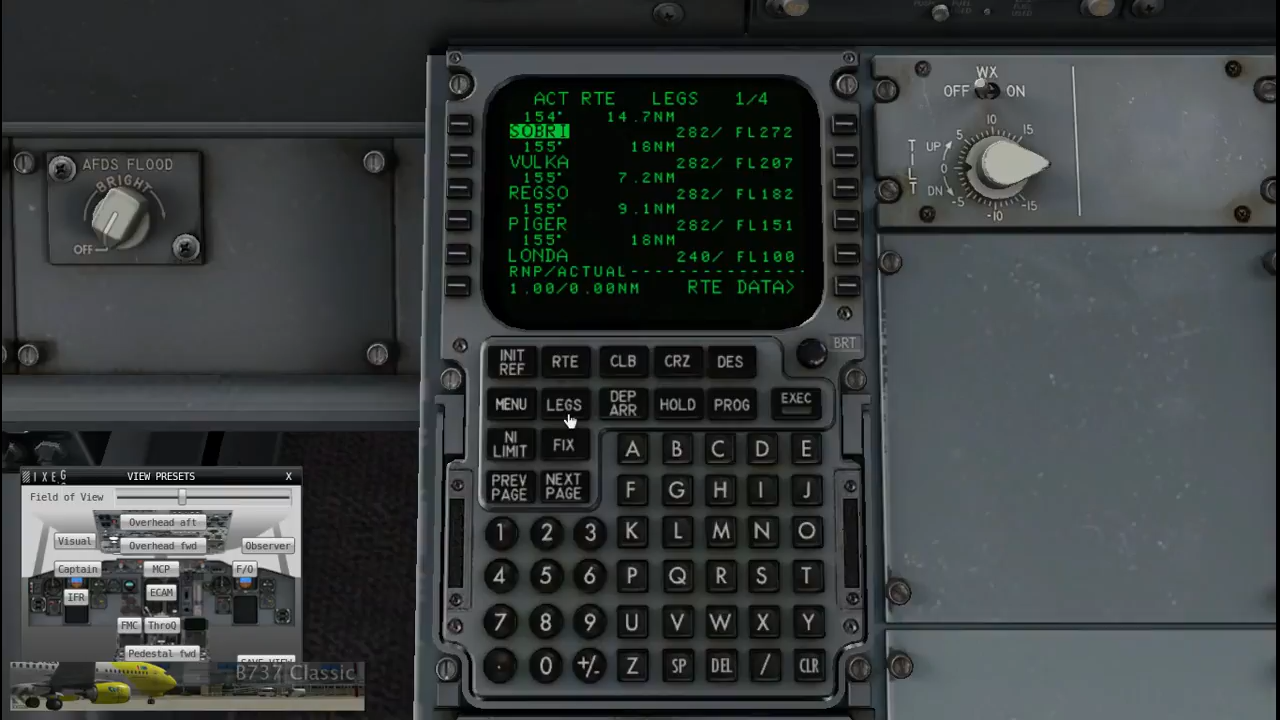 WX
OFF ON
10
5 15
UP
TILT
0
DN
-5 -15
-10
AFDS FLOOD
BRIGHT
OFF
ACT RTE LEGS 1/4
154° 14.7NM
SOBRI 282/ FL272
155° 18NM
VULKA 282/ FL207
155° 7.2NM
REGSO 282/ FL182
155° 9.1NM
PIGER 282/ FL151
155° 18NM
LONDA 240/ FL100
RNP/ACTUAL--------------
1.00/0.00NM RTE DATA>
BRT
INIT REF RTE CLB CRZ DES
MENU LEGS DEP ARR HOLD PROG EXEC
N1 LIMIT FIX
PREV PAGE NEXT PAGE
A B C D E
F G H I J
1 2 3 K L M N O
4 5 6 P Q R S T
7 8 9 U V W X Y
. 0 +/- Z SP DEL / CLR
IXEG VIEW PRESETS X
Field of View
Overhead aft
Visual Overhead fwd Observer
Captain MCP F/O
IFR ECAM
FMC ThroQ
Pedestal fwd
SAVE VIEW
B737 Classic